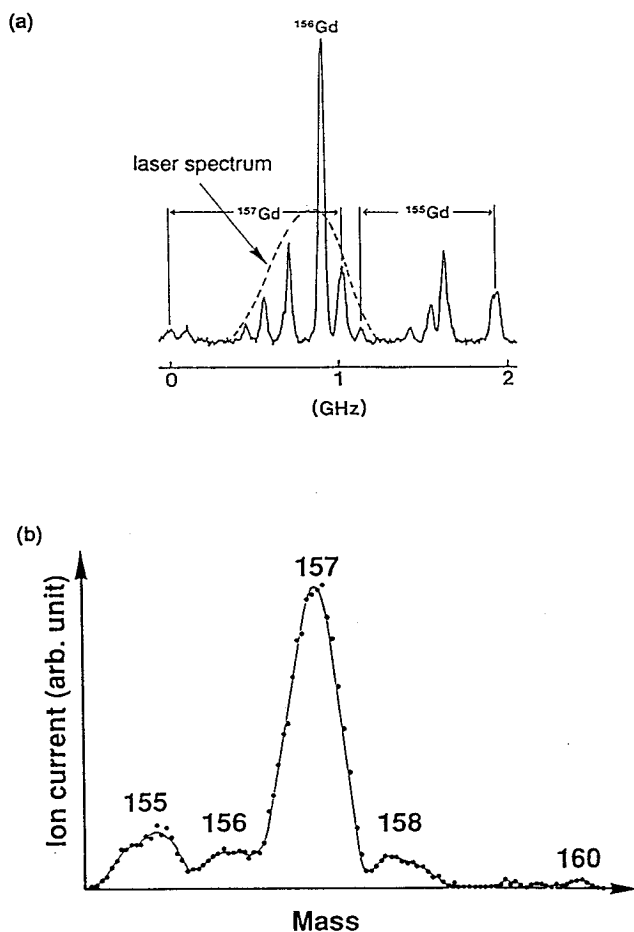 (a)
¹⁵⁶Gd
laser spectrum
¹⁵⁷Gd
¹⁵⁵Gd
0
1
2
(GHz)
(b)
Ion current (arb. unit)
157
155
156
158
160
Mass